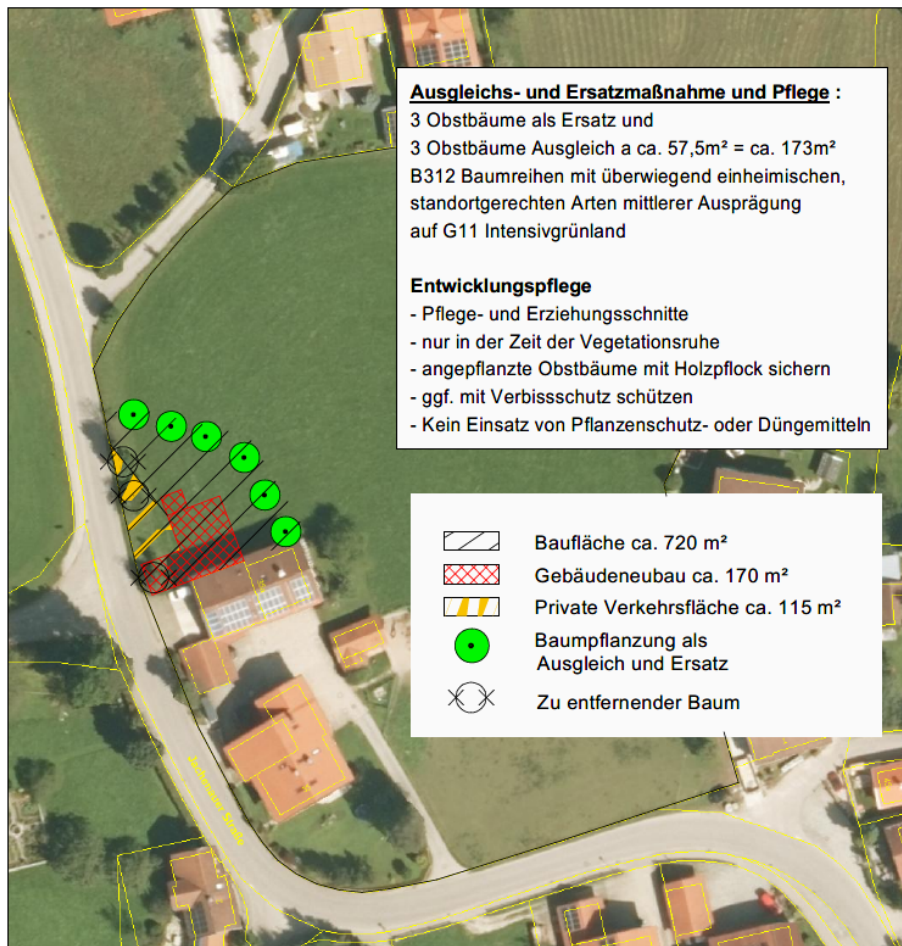 Ausgleichs- und Ersatzmaßnahme und Pflege :
3 Obstbäume als Ersatz und
3 Obstbäume Ausgleich a ca. 57,5m² = ca. 173m²
B312 Baumreihen mit überwiegend einheimischen,
standortgerechten Arten mittlerer Ausprägung
auf G11 Intensivgrünland
Entwicklungspflege
- Pflege- und Erziehungsschnitte
- nur in der Zeit der Vegetationsruhe
- angepflanzte Obstbäume mit Holzpflock sichern
- ggf. mit Verbissschutz schützen
- Kein Einsatz von Pflanzenschutz- oder Düngemitteln
Baufläche ca. 720 m²
Gebäudeneubau ca. 170 m²
Private Verkehrsfläche ca. 115 m²
Baumpflanzung als
Ausgleich und Ersatz
Zu entfernender Baum
Jachenauer Straße